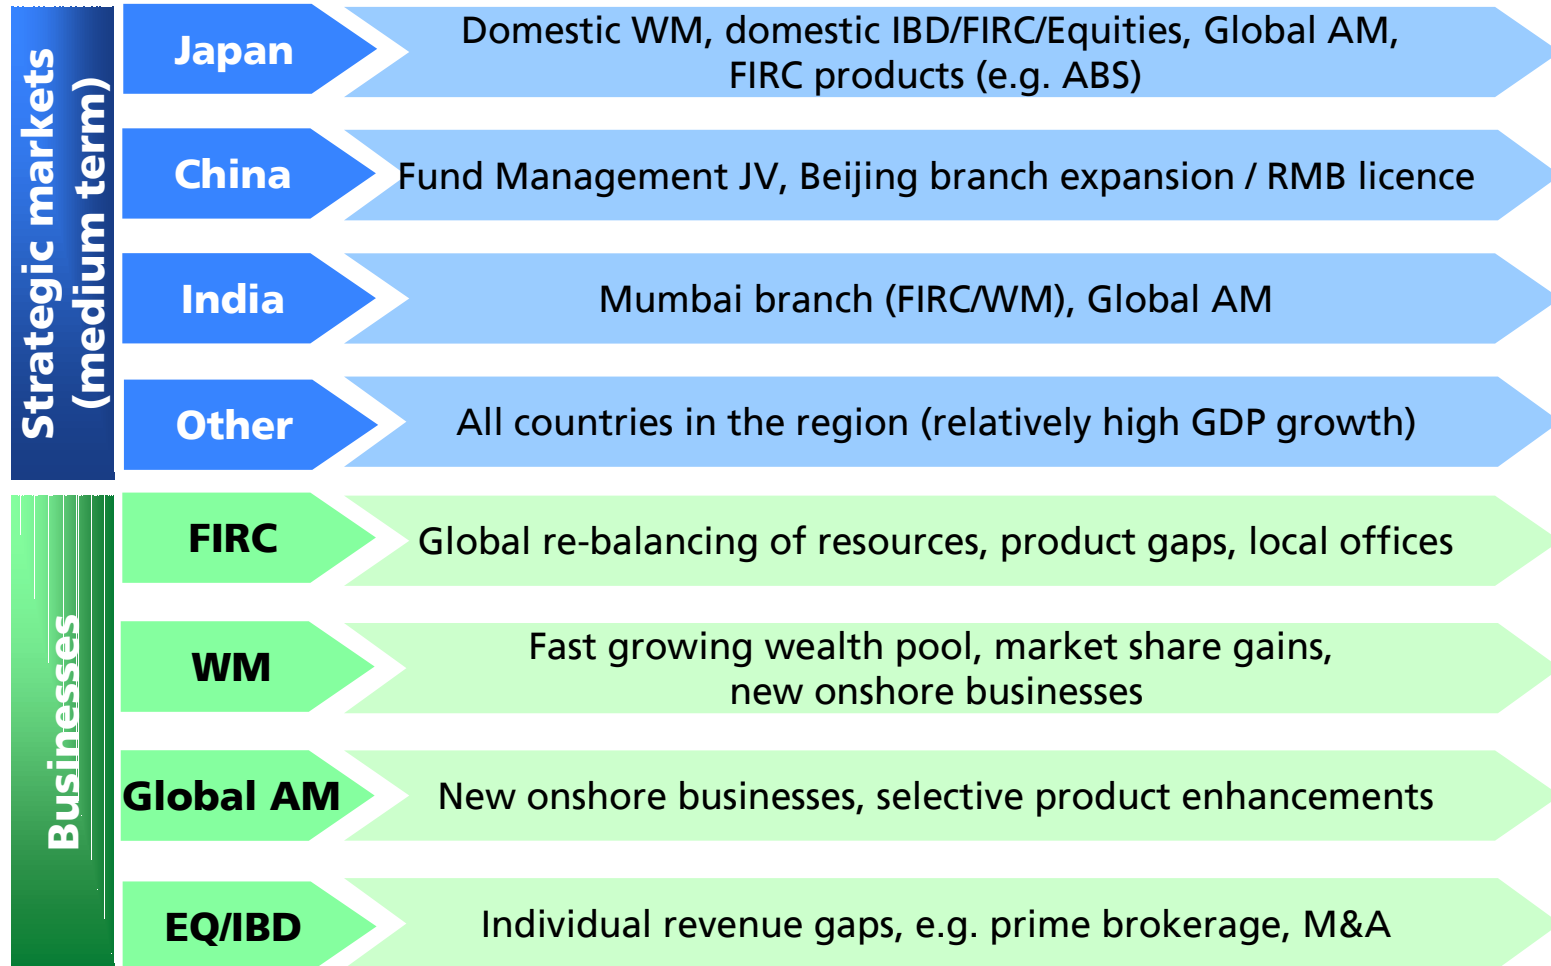 Strategic markets
(medium term)
Japan
Domestic WM, domestic IBD/FIRC/Equities, Global AM,
FIRC products (e.g. ABS)
China
Fund Management JV, Beijing branch expansion / RMB licence
India
Mumbai branch (FIRC/WM), Global AM
Other
All countries in the region (relatively high GDP growth)
Businesses
FIRC
Global re-balancing of resources, product gaps, local offices
WM
Fast growing wealth pool, market share gains,
new onshore businesses
Global AM
New onshore businesses, selective product enhancements
EQ/IBD
Individual revenue gaps, e.g. prime brokerage, M&A